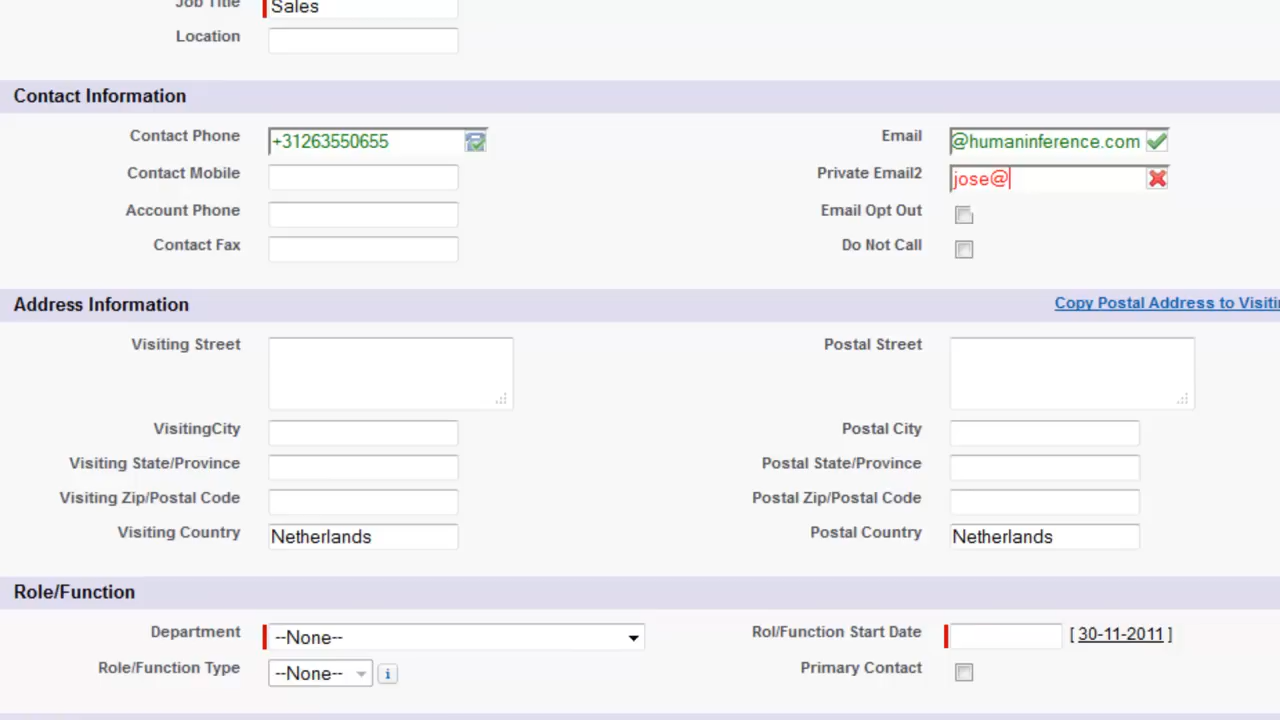 Job Title Sales
Location
Contact Information
Contact Phone +31263550655 Email @humaninference.com
Contact Mobile Private Email2 jose@
Account Phone Email Opt Out
Contact Fax Do Not Call
Address Information Copy Postal Address to Visiti
Visiting Street Postal Street
VisitingCity Postal City
Visiting State/Province Postal State/Province
Visiting Zip/Postal Code Postal Zip/Postal Code
Visiting Country Netherlands Postal Country Netherlands
Role/Function
Department --None-- Rol/Function Start Date [ 30-11-2011 ]
Role/Function Type --None-- i Primary Contact